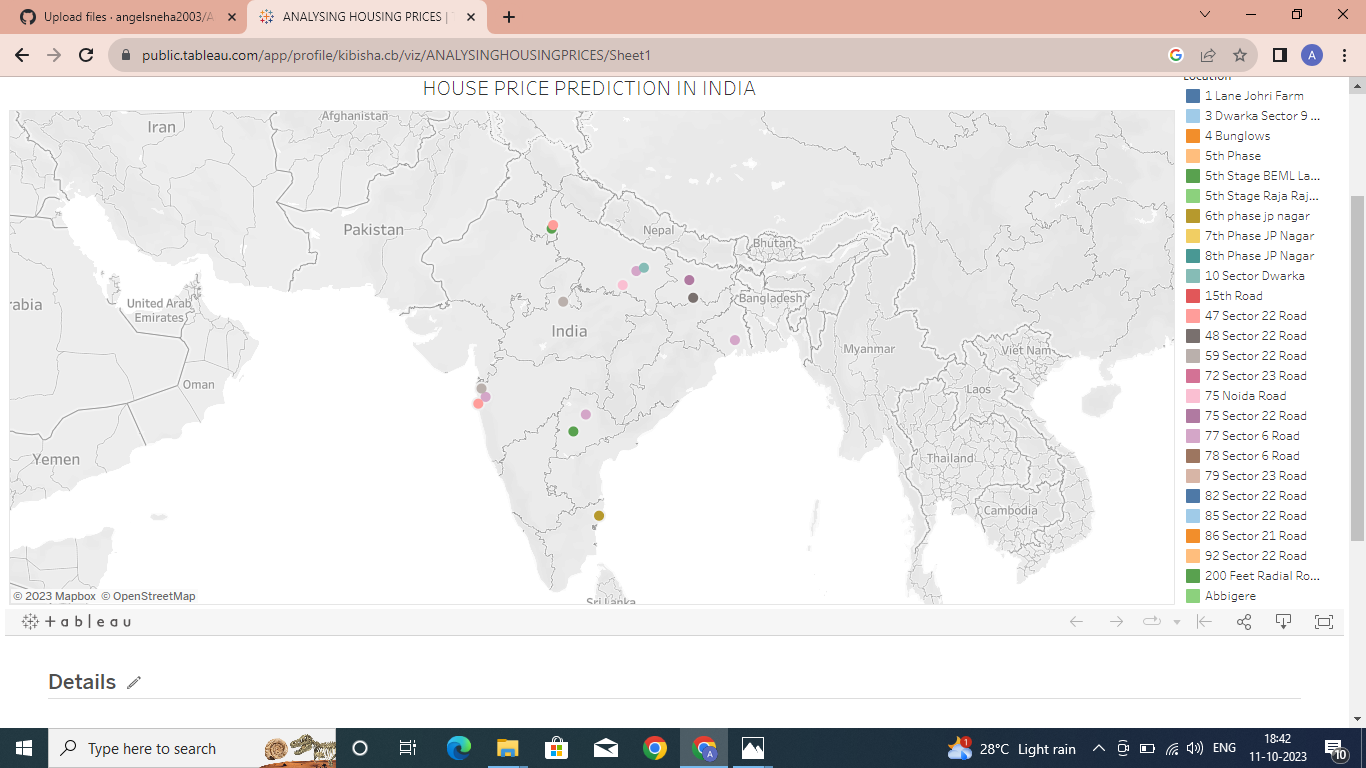 Upload files · angelsneha2003/A
ANALYSING HOUSING PRICES |
public.tableau.com/app/profile/kibisha.cb/viz/ANALYSINGHOUSINGPRICES/Sheet1
A
HOUSE PRICE PREDICTION IN INDIA
Iran
Afghanistan
Pakistan
Nepal
Bhutan
rabia
United Arab
Emirates
Bangladesh
India
Myanmar
Viet Nam
Oman
Laos
Yemen
Thailand
Cambodia
Sri Lanka
© 2023 Mapbox © OpenStreetMap
Location
1 Lane Johri Farm
3 Dwarka Sector 9 ...
4 Bunglows
5th Phase
5th Stage BEML La...
5th Stage Raja Raj...
6th phase jp nagar
7th Phase JP Nagar
8th Phase JP Nagar
10 Sector Dwarka
15th Road
47 Sector 22 Road
48 Sector 22 Road
59 Sector 22 Road
72 Sector 23 Road
75 Noida Road
75 Sector 22 Road
77 Sector 6 Road
78 Sector 6 Road
79 Sector 23 Road
82 Sector 22 Road
85 Sector 22 Road
86 Sector 21 Road
92 Sector 22 Road
200 Feet Radial Ro...
Abbigere
+ a b | e a u
Details
Type here to search
A
1
28°C Light rain
ENG
18:42
11-10-2023
10